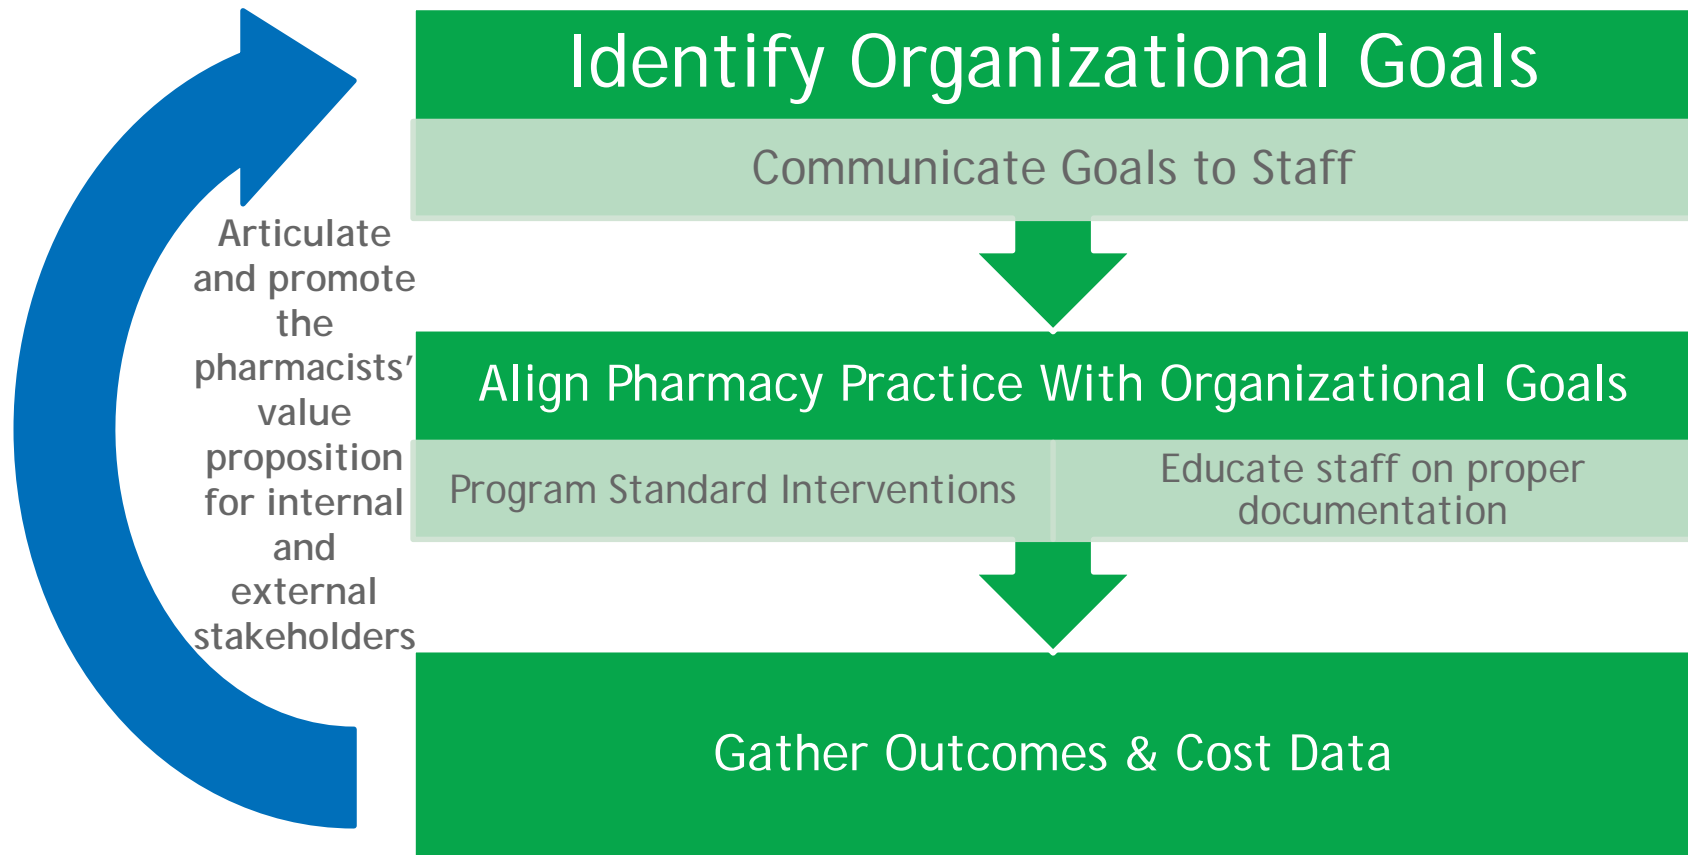 Identify Organizational Goals
Communicate Goals to Staff
Articulate
and promote
the
pharmacists'
value
proposition
for internal
and
external
stakeholders
Align Pharmacy Practice With Organizational Goals
Program Standard Interventions
Educate staff on proper
documentation
Gather Outcomes & Cost Data